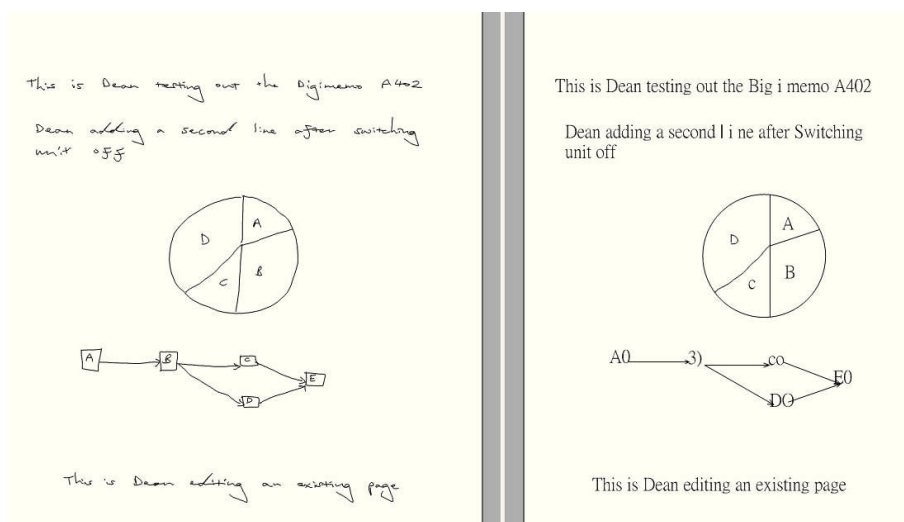 This is Dean testing out the Digimemo A402
Dean adding a second line after switching
unit off
A
D
B
C
A
B
C
E
D
This is Dean editing an existing page
This is Dean testing out the Big i memo A402
Dean adding a second l i ne after Switching
unit off
A
D
B
c
A0
3)
co
E0
DO
This is Dean editing an existing page